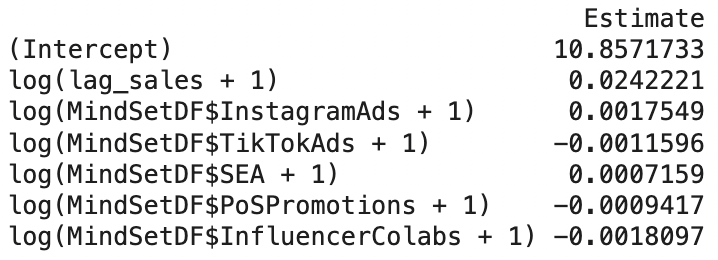 Estimate
(Intercept) 10.8571733
log(lag_sales + 1) 0.0242221
log(MindSetDF$InstagramAds + 1) 0.0017549
log(MindSetDF$TikTokAds + 1) -0.0011596
log(MindSetDF$SEA + 1) 0.0007159
log(MindSetDF$PoSPromotions + 1) -0.0009417
log(MindSetDF$InfluencerColabs + 1) -0.0018097